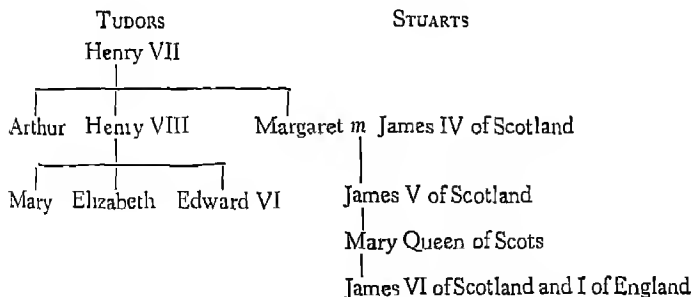 TUDORS STUARTS
Henry VII
Arthur Henry VIII Margaret m James IV of Scotland
Mary Elizabeth Edward VI James V of Scotland
Mary Queen of Scots
James VI of Scotland and I of England